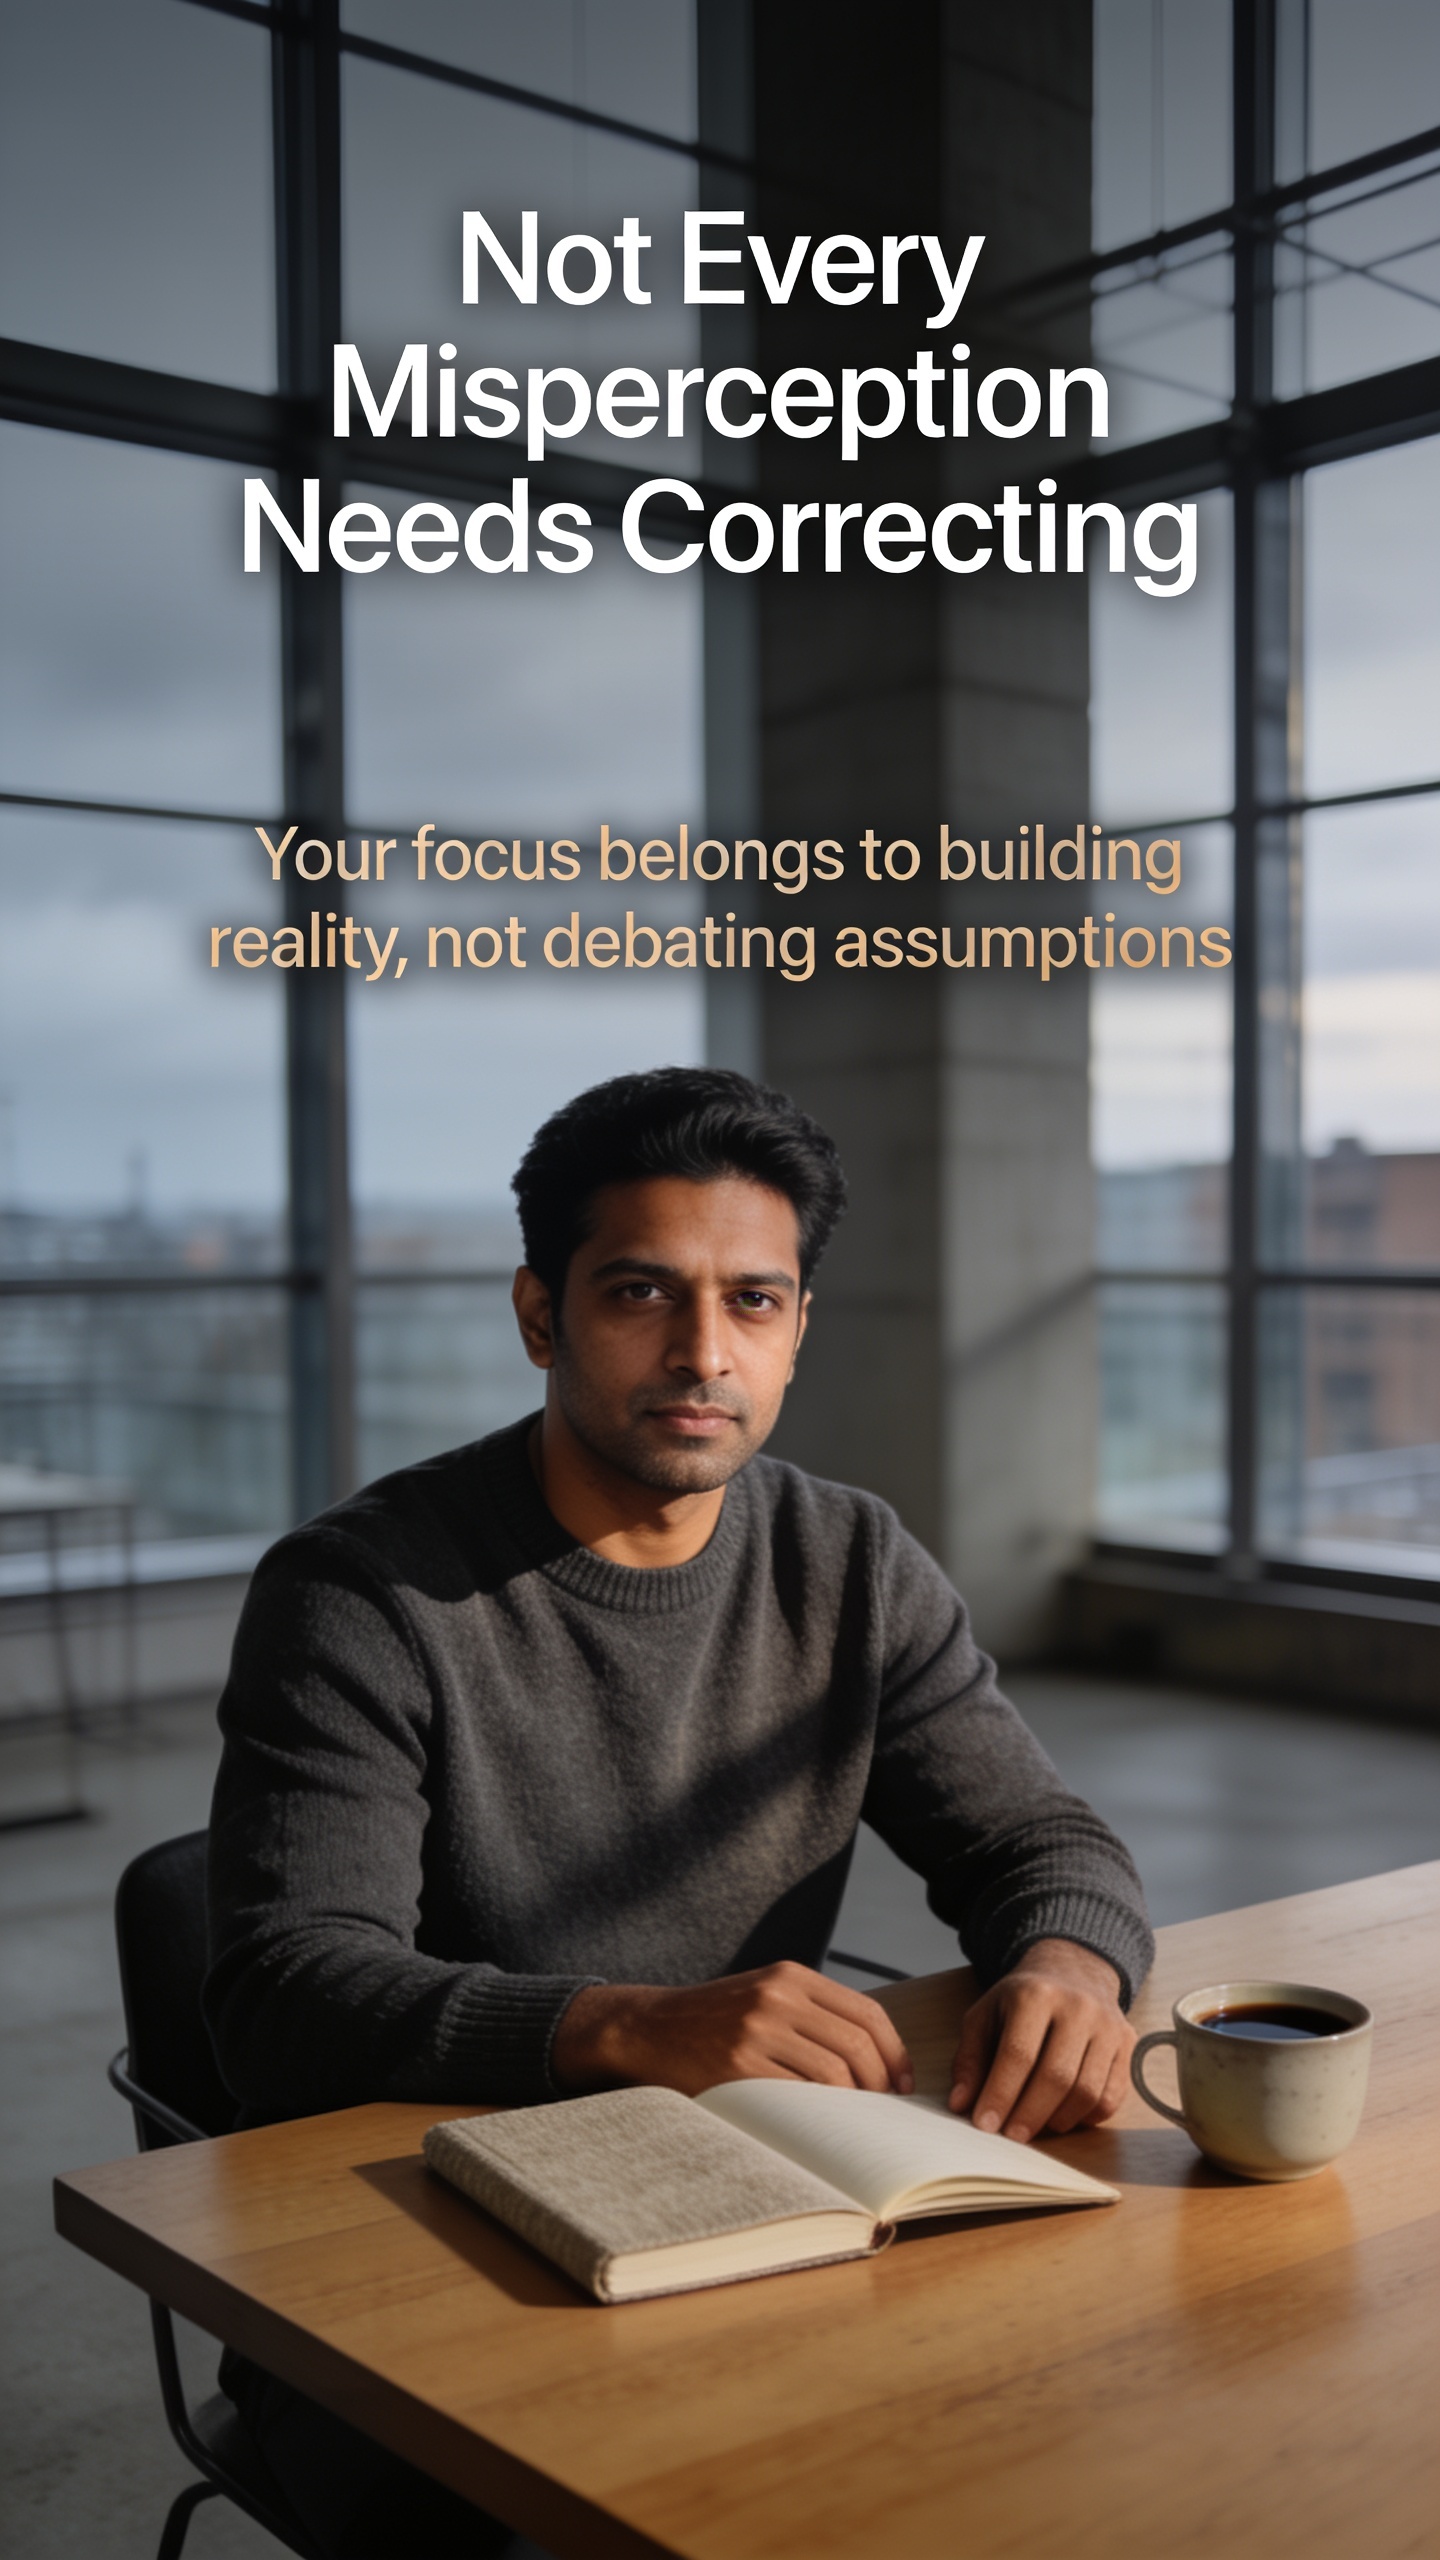 Not Every
Misperception
Needs Correcting
Your focus belongs to building
reality, not debating assumptions